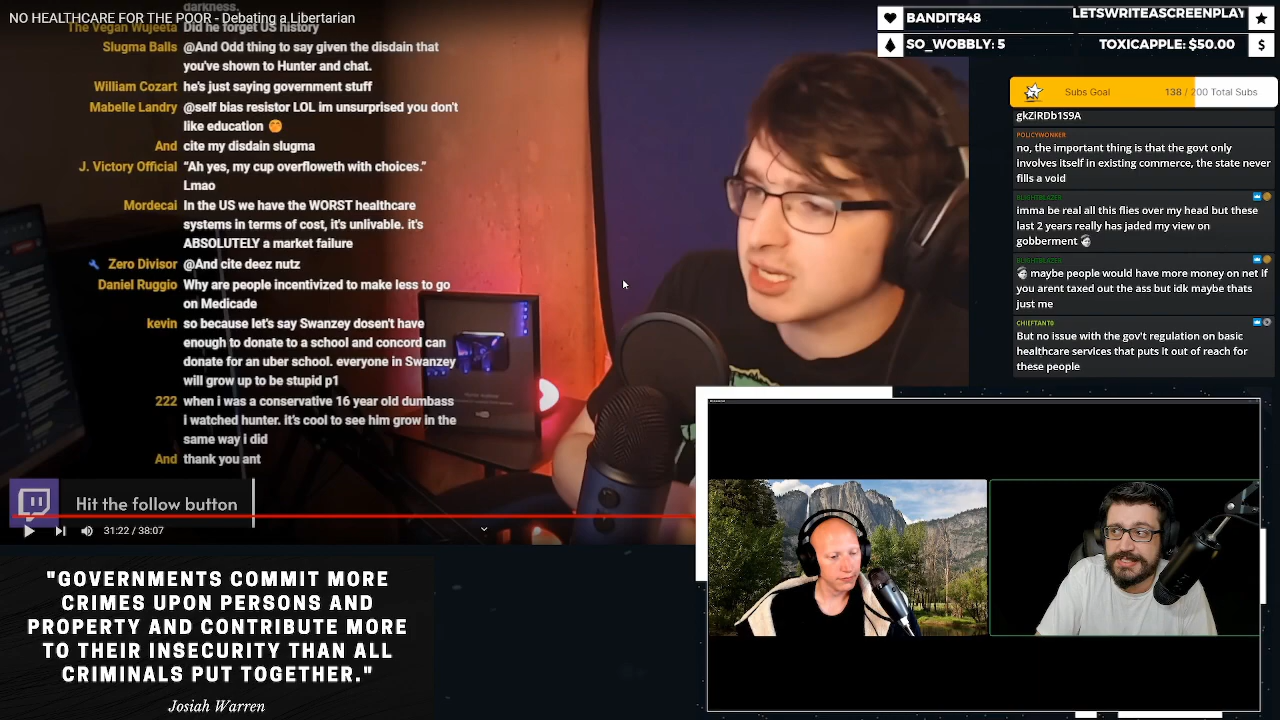 NO HEALTHCARE FOR THE POOR - Debating a Libertarian
darkness.
The Vegan Wujeeta Did he forget US history
Slugma Balls @And Odd thing to say given the disdain that
you've shown to Hunter and chat.
William Cozart he's just saying government stuff
Mabelle Landry @self bias resistor LOL im unsurprised you don't
like education
And cite my disdain slugma
J. Victory Official “Ah yes, my cup overfloweth with choices.”
Lmao
Mordecai In the US we have the WORST healthcare
systems in terms of cost, it's unlivable. it's
ABSOLUTELY a market failure
Zero Divisor @And cite deez nutz
Daniel Ruggio Why are people incentivized to make less to go
on Medicade
kevin so because let's say Swanzey dosen't have
enough to donate to a school and concord can
donate for an uber school. everyone in Swanzey
will grow up to be stupid p1
222 when i was a conservative 16 year old dumbass
I watched hunter. it's cool to see him grow in the
same way i did
And thank you ant
Hit the follow button
31:22 / 38:07
"GOVERNMENTS COMMIT MORE
CRIMES UPON PERSONS AND
PROPERTY AND CONTRIBUTE MORE
TO THEIR INSECURITY THAN ALL
CRIMINALS PUT TOGETHER."
Josiah Warren
BANDIT848
LETSWRITEASCREENPLAY
SO_WOBBLY: 5
TOXICAPPLE: $50.00
$
Subs Goal 138 / 200 Total Subs
gkZiRDb1S9A
POLICYWONKER
no, the important thing is that the govt only
involves itself in existing commerce, the state never
fills a void
BLIGHTBLAZER
imma be real all this flies over my head but these
last 2 years really has jaded my view on
gobberment
BLIGHTBLAZER
maybe people would have more money on net if
you arent taxed out the ass but idk maybe thats
just me
CHIEFTANT0
But no issue with the gov't regulation on basic
healthcare services that puts it out of reach for
these people